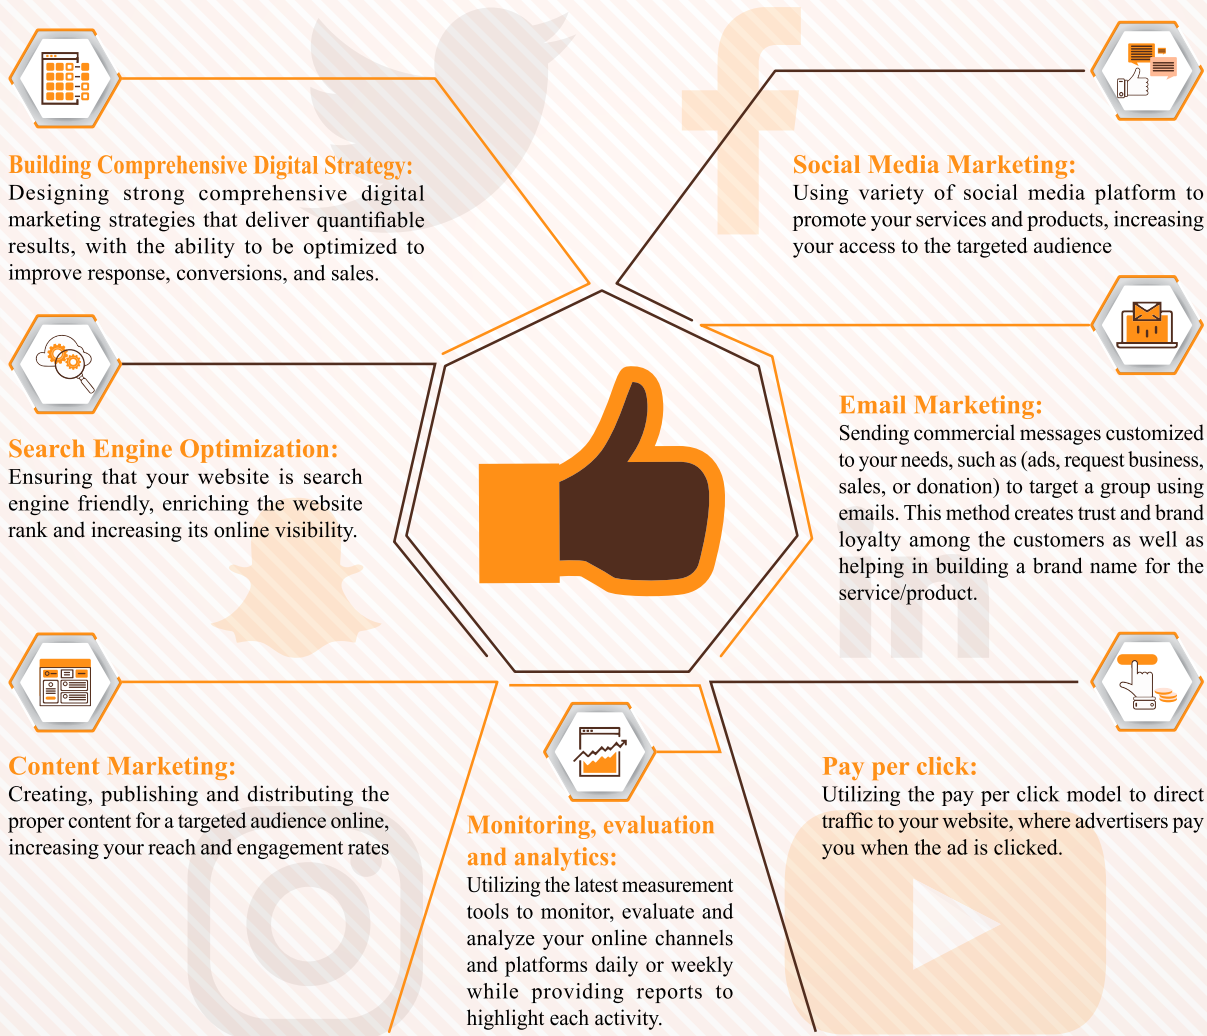 Building Comprehensive Digital Strategy:
Designing strong comprehensive digital
marketing strategies that deliver quantifiable
results, with the ability to be optimized to
improve response, conversions, and sales.
Social Media Marketing:
Using variety of social media platform to
promote your services and products, increasing
your access to the targeted audience
Search Engine Optimization:
Ensuring that your website is search
engine friendly, enriching the website
rank and increasing its online visibility.
Email Marketing:
Sending commercial messages customized
to your needs, such as (ads, request business,
sales, or donation) to target a group using
emails. This method creates trust and brand
loyalty among the customers as well as
helping in building a brand name for the
service/product.
Content Marketing:
Creating, publishing and distributing the
proper content for a targeted audience online,
increasing your reach and engagement rates
Monitoring, evaluation
and analytics:
Utilizing the latest measurement
tools to monitor, evaluate and
analyze your online channels
and platforms daily or weekly
while providing reports to
highlight each activity.
Pay per click:
Utilizing the pay per click model to direct
traffic to your website, where advertisers pay
you when the ad is clicked.